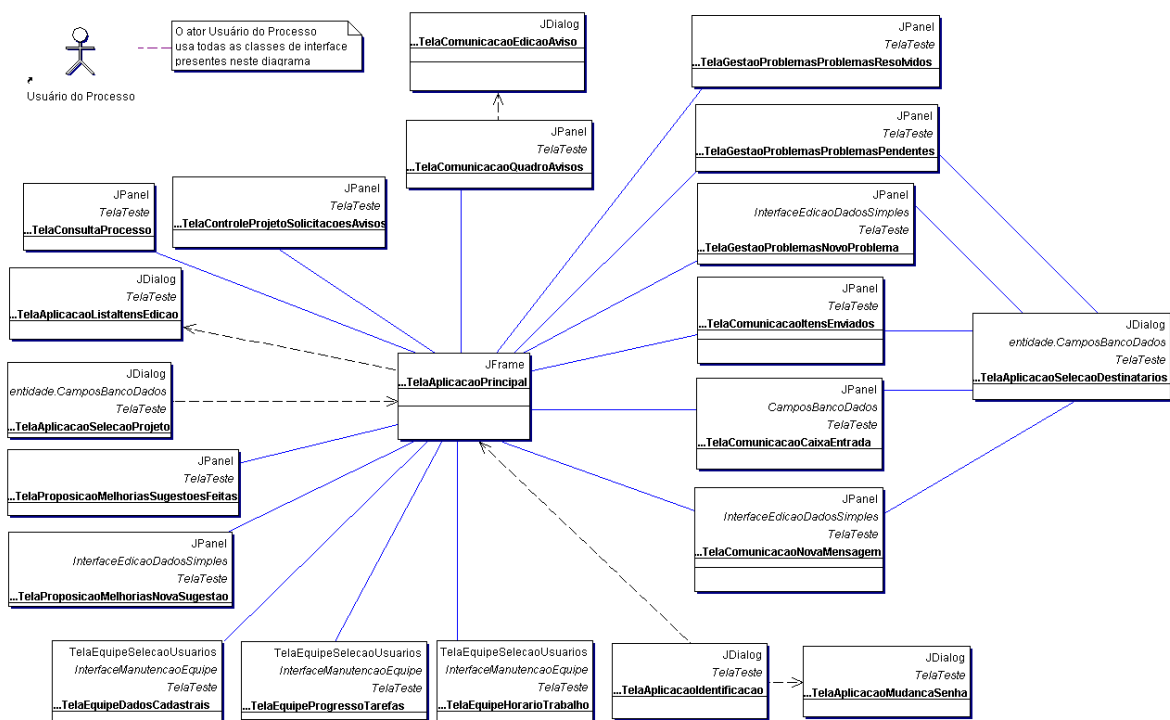 O ator Usuário do Processo
usa todas as classes de interface
presentes neste diagrama
Usuário do Processo
JDialog
...TelaComunicacaoEdicaoAviso
JPanel
TelaTeste
...TelaGestaoProblemasProblemasResolvidos
JPanel
TelaTeste
...TelaComunicacaoQuadroAvisos
JPanel
TelaTeste
...TelaGestaoProblemasProblemasPendentes
JPanel
TelaTeste
...TelaConsultaProcesso
JPanel
TelaTeste
...TelaControleProjetoSolicitacoesAvisos
JPanel
InterfaceEdicaoDadosSimples
TelaTeste
...TelaGestaoProblemasNovoProblema
JDialog
TelaTeste
...TelaAplicacaoListaItensEdicao
JPanel
TelaTeste
...TelaComunicacaoItensEnviados
JDialog
entidade.CamposBancoDados
TelaTeste
...TelaAplicacaoSelecaoDestinatarios
JFrame
...TelaAplicacaoPrincipal
JDialog
entidade.CamposBancoDados
TelaTeste
...TelaAplicacaoSelecaoProjeto
JPanel
CamposBancoDados
TelaTeste
...TelaComunicacaoCaixaEntrada
JPanel
TelaTeste
...TelaProposicaoMelhoriasSugestoesFeitas
JPanel
InterfaceEdicaoDadosSimples
TelaTeste
...TelaComunicacaoNovaMensagem
JPanel
InterfaceEdicaoDadosSimples
TelaTeste
...TelaProposicaoMelhoriasNovaSugestao
TelaEquipeSelecaoUsuarios
InterfaceManutencaoEquipe
TelaTeste
...TelaEquipeDadosCadastrais
TelaEquipeSelecaoUsuarios
InterfaceManutencaoEquipe
TelaTeste
...TelaEquipeProgressoTarefas
TelaEquipeSelecaoUsuarios
InterfaceManutencaoEquipe
TelaTeste
...TelaEquipeHorarioTrabalho
JDialog
TelaTeste
...TelaAplicacaoIdentificacao
JDialog
TelaTeste
...TelaAplicacaoMudancaSenha